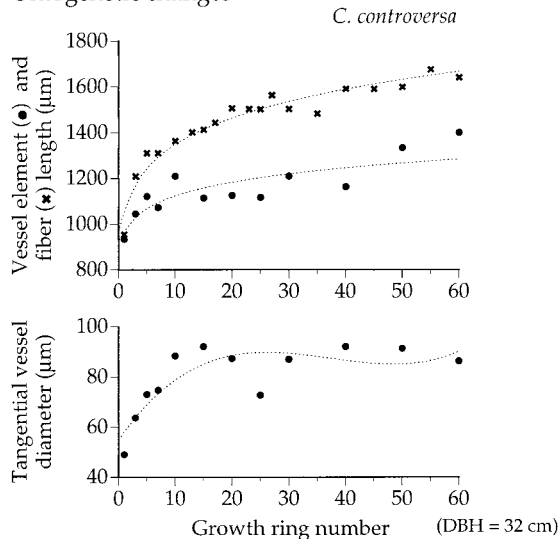 C. controversa
Vessel element (●) and
fiber (✖) length (μm)
1800
1600
1400
1200
1000
800
0 10 20 30 40 50 60
Tangential vessel
diameter (μm)
100
80
60
40
0 10 20 30 40 50 60
Growth ring number (DBH = 32 cm)